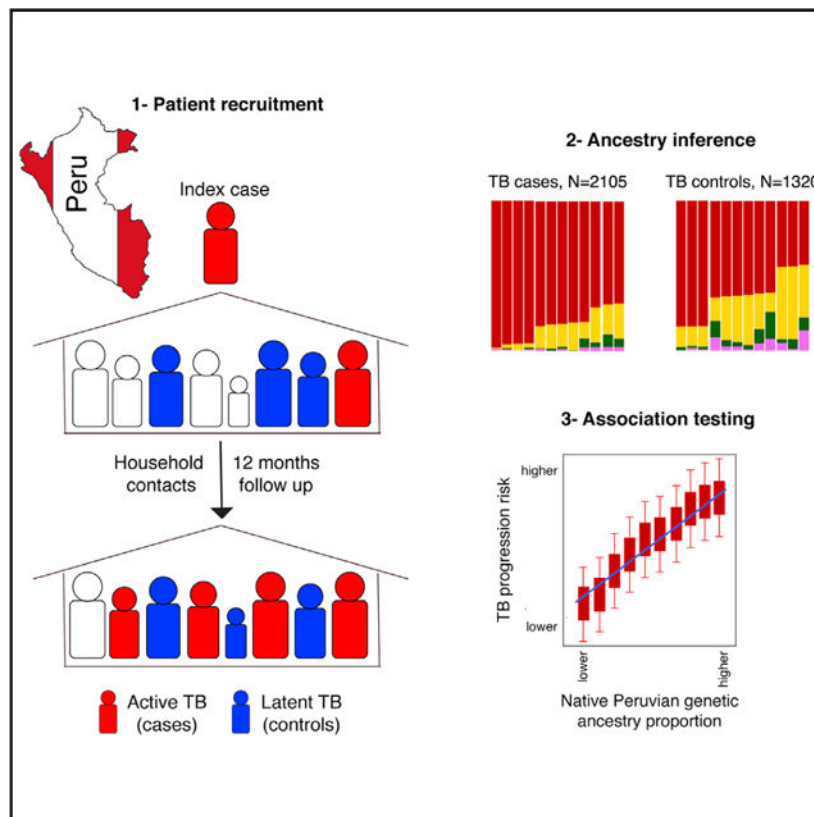 1- Patient recruitment
Peru
Index case
Household contacts
12 months follow up
Active TB (cases)
Latent TB (controls)
2- Ancestry inference
TB cases, N=2105
TB controls, N=1320
3- Association testing
higher
TB progression risk
lower
lower
higher
Native Peruvian genetic
ancestry proportion